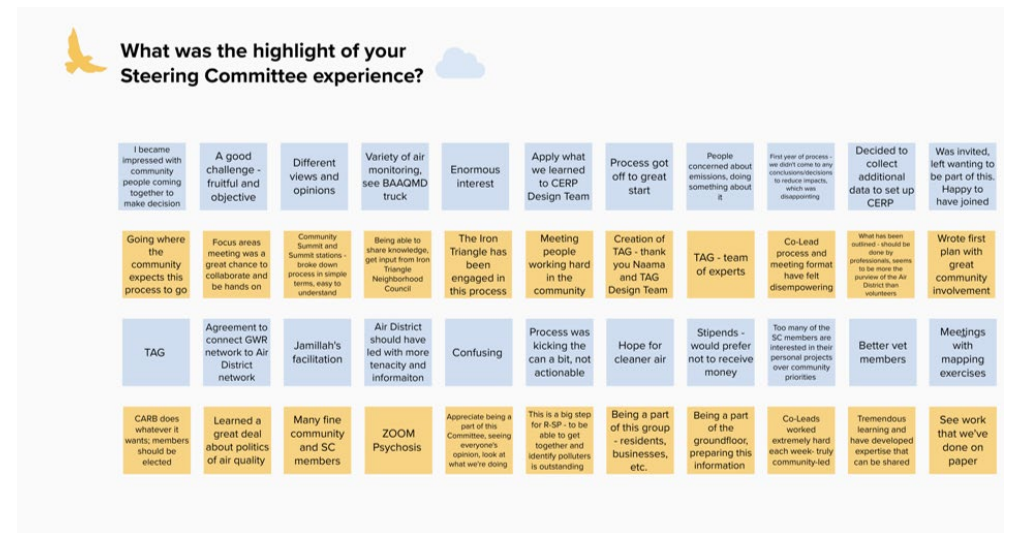 What was the highlight of your
Steering Committee experience?
I became
impressed with
community
people coming
together to
make decision
A good
challenge -
fruitful and
objective
Different
views and
opinions
Variety of air
monitoring,
see BAAQMD
truck
Enormous
interest
Apply what
we learned
to CERP
Design Team
Process got
off to great
start
People
concerned about
emissions, doing
something about
it
First year of process -
we didn't come to any
conclusions/decisions
to reduce impacts,
which was
disappointing
Decided to
collect
additional
data to set up
CERP
Was invited,
left wanting to
be part of this.
Happy to
have joined
Going where
the community
expects this
process to go
Focus areas
meeting was a
great chance to
collaborate and
be hands on
Community
Summit and
Summit stations -
broke down
process in simple
terms, easy to
understand
Being able to
share knowledge,
get input from Iron
Triangle
Neighborhood
Council
The Iron
Triangle has
been
engaged in
this process
Meeting
people
working hard
in the
community
Creation of
TAG - thank
you Naama
and TAG
Design Team
TAG - team
of experts
Co-Lead
process and
meeting format
have felt
disempowering
What has been
outlined - should be
done by
professionals, seems
to be more the
purview of the Air
District then
volunteers
Wrote first
plan with
great
community
involvement
TAG
Agreement to
connect GWR
network to Air
District
network
Jamillah's
facilitation
Air District
should have
led with more
tenacity and
informaiton
Confusing
Process was
kicking the
can a bit, not
actionable
Hope for
cleaner air
Stipends -
would prefer
not to receive
money
Too many of the
SC members are
interested in their
personal projects
over community
priorities
Better vet
members
Meetings
with
mapping
exercises
CARB does
whatever it
wants; members
should be
elected
Learned a
great deal
about politics
of air quality
Many fine
community
and SC
members
ZOOM
Psychosis
Appreciate being a
part of this
Committee, seeing
everyone's
opinion, look at
what we're doing
This is a big step
for R-SP - to be
able to get
together and
identify polluters
is outstanding
Being a part
of this group
- residents,
businesses,
etc.
Being a part
of the
groundfloor,
preparing this
information
Co-Leads
worked
extremely hard
each week- truly
community-led
Tremendous
learning and
have developed
expertise that
can be shared
See work
that we've
done on
paper